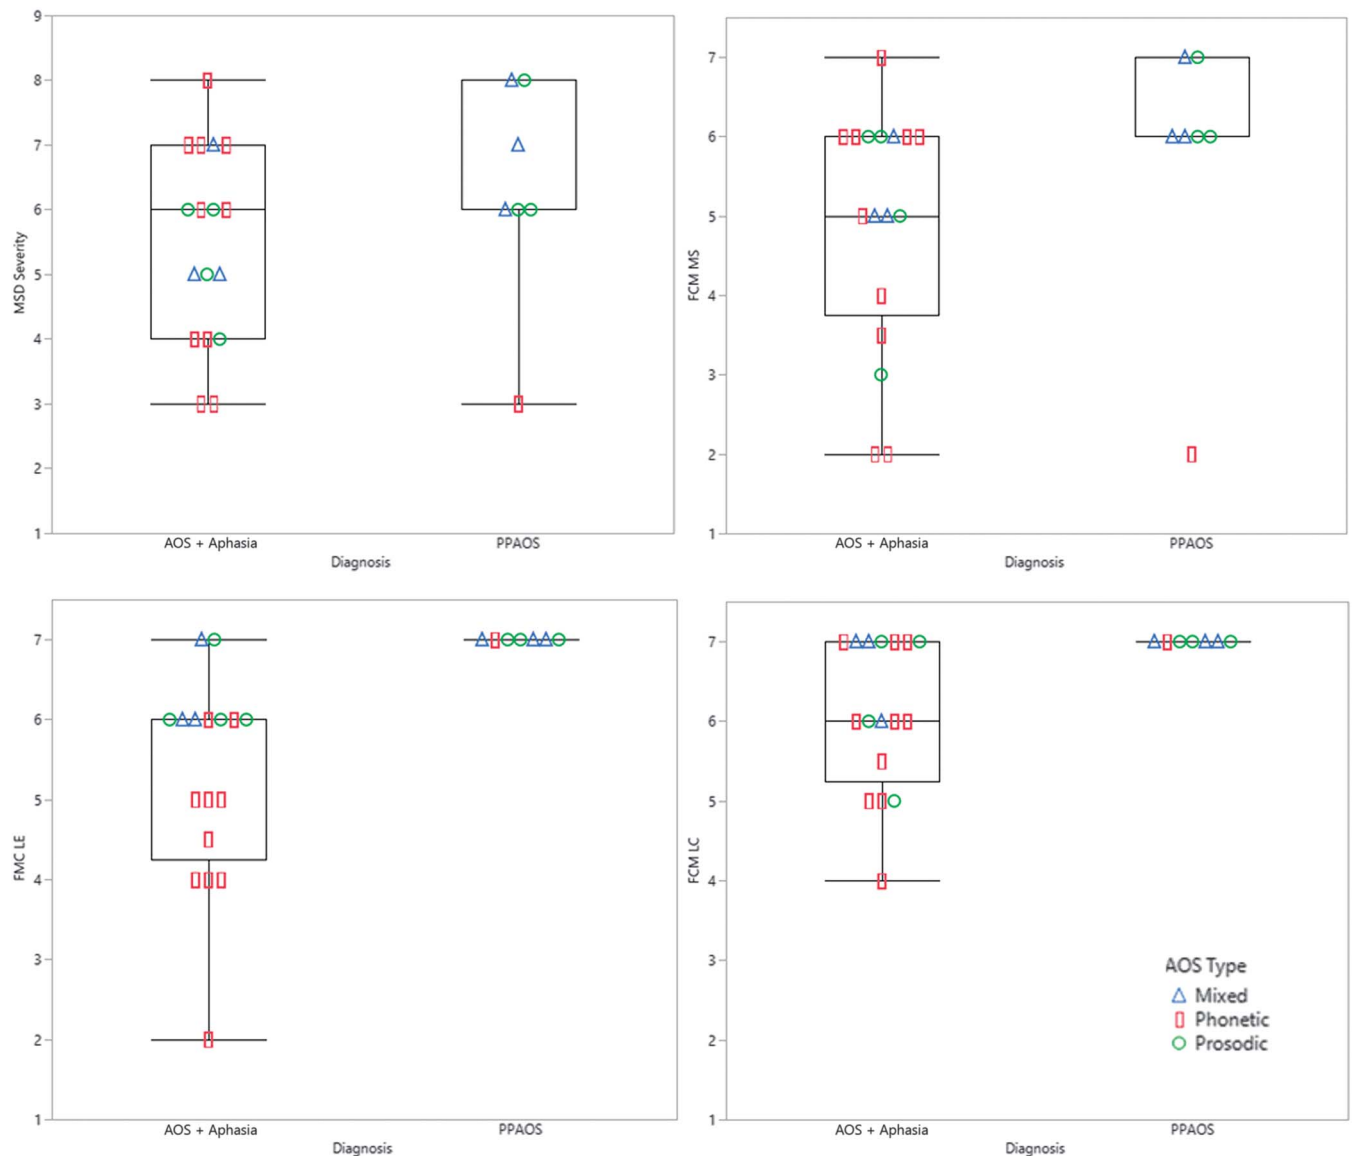 9
8
7
6
5
4
3
2
1
MSD Severity
AOS + Aphasia
PPAOS
Diagnosis
7
6
5
4
3
2
1
FCM MS
AOS + Aphasia
PPAOS
Diagnosis
7
6
5
4
3
2
1
FMC LE
AOS + Aphasia
PPAOS
Diagnosis
7
6
5
4
3
2
1
FCM LC
AOS Type
Mixed
Phonetic
Prosodic
AOS + Aphasia
PPAOS
Diagnosis